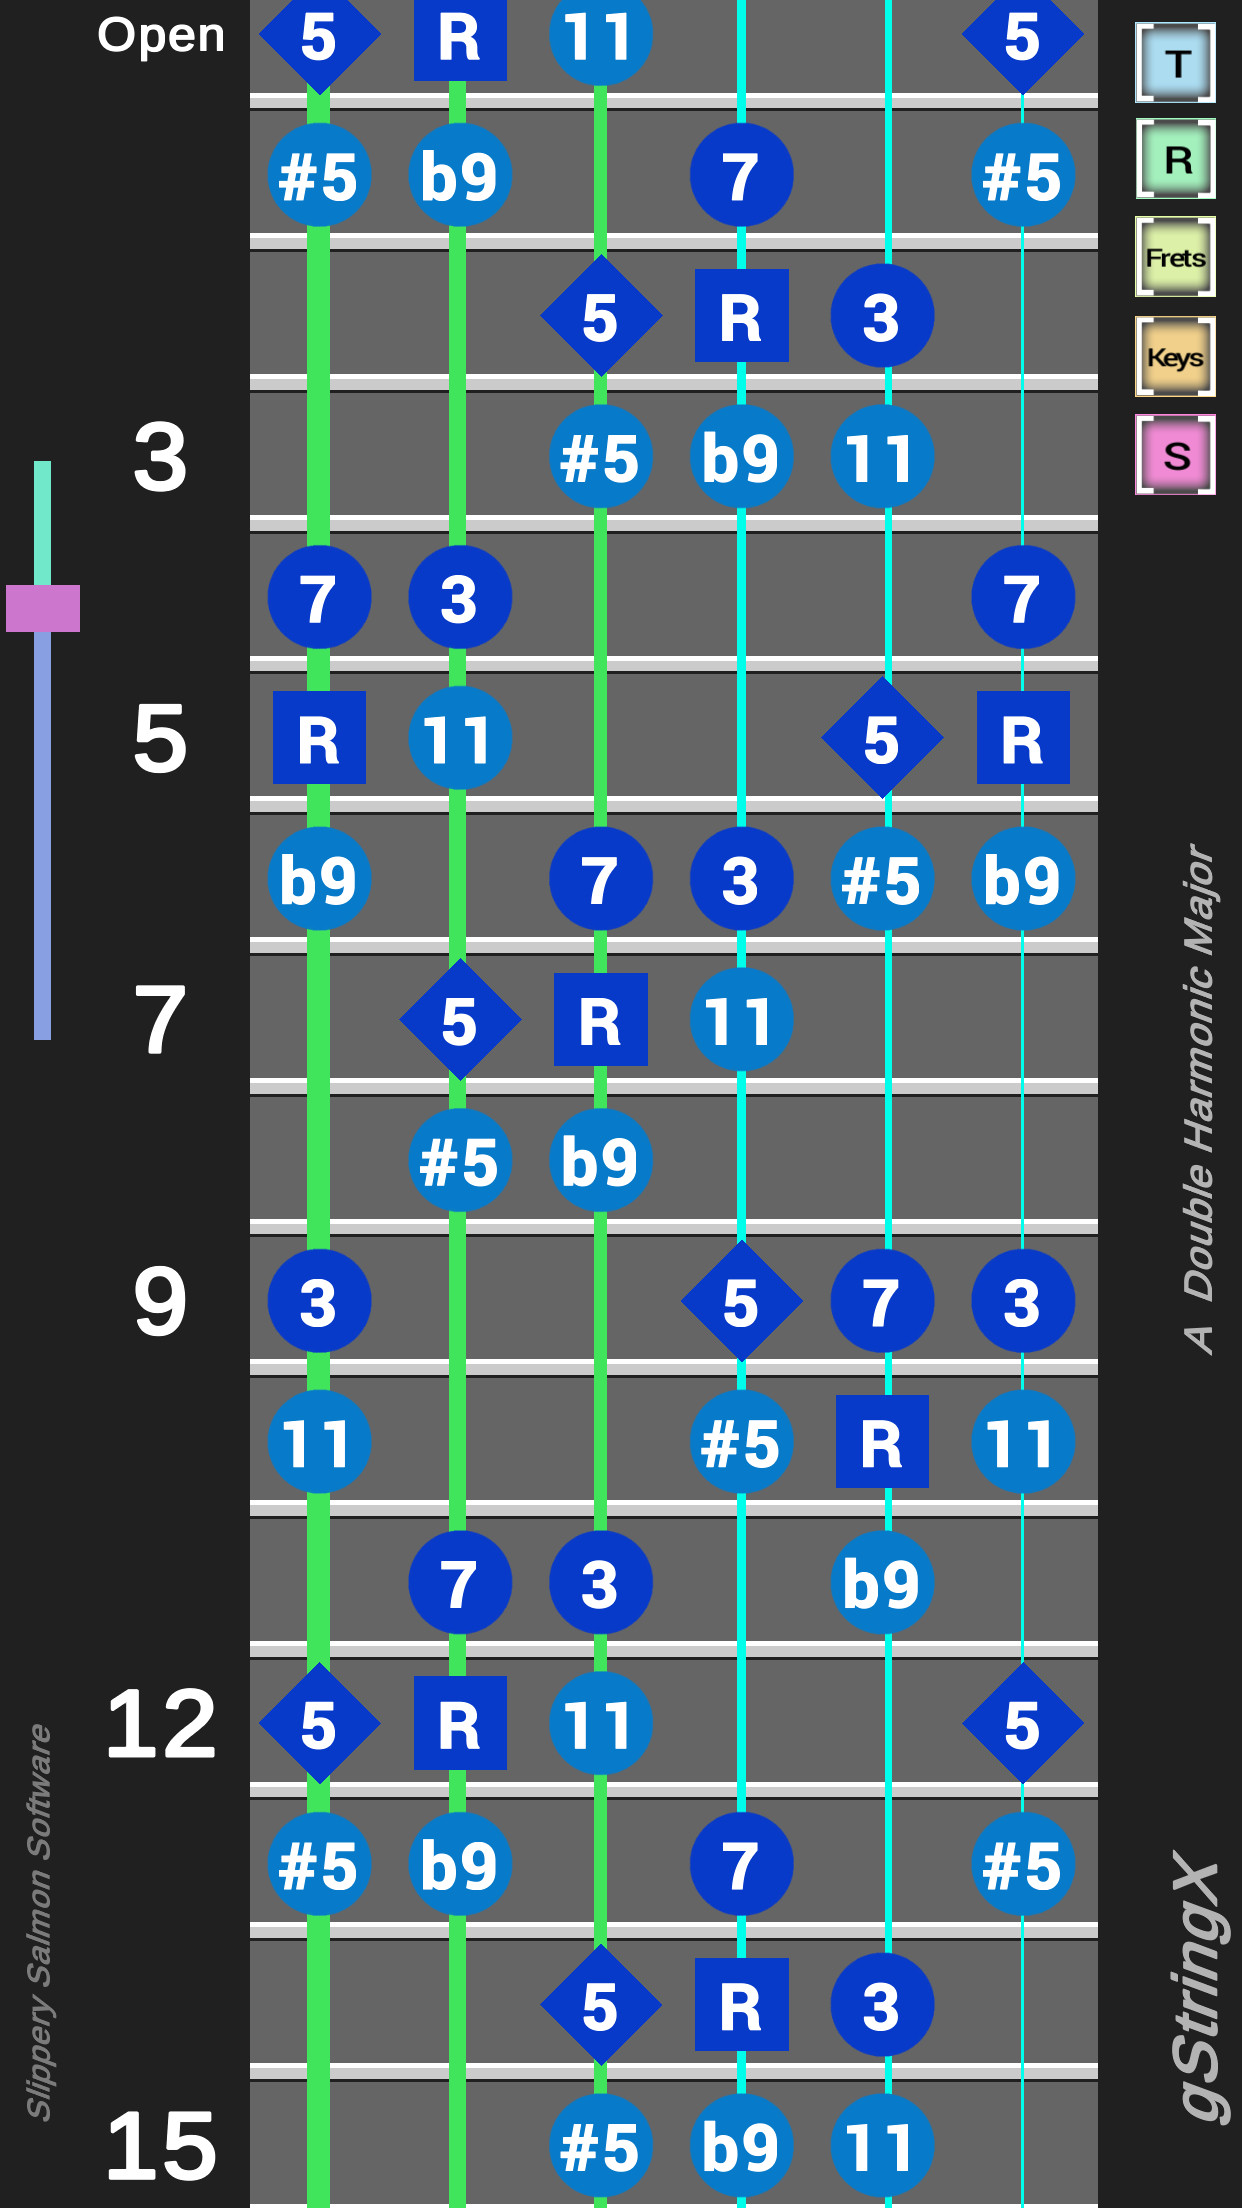 Open 5 R 11 5 T
#5 b9 7 #5 R
Frets
5 R 3
Keys
3 #5 b9 11 S
7 3 7
5 R 11 5 R
b9 7 3 #5 b9
7 5 R 11
#5 b9
9 3 5 7 3
11 #5 R 11
7 3 b9
12 5 R 11 5
#5 b9 7 #5
5 R 3
15 #5 b9 11
A Double Harmonic Major
gStringX
Slippery Salmon Software